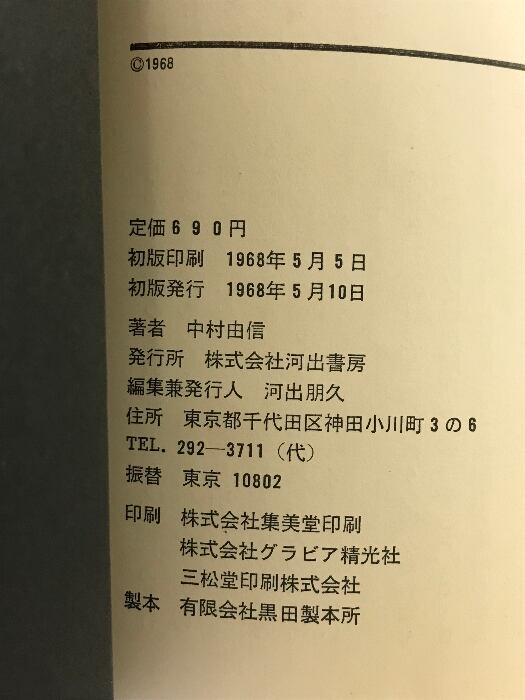 ©1968
定価690円
初版印刷 1968年5月5日
初版発行 1968年5月10日
著者 中村由信
発行所 株式会社河出書房
編集兼発行人 河出朋久
住所 東京都千代田区神田小川町3の6
TEL. 292—3711（代）
振替 東京 10802
印刷 株式会社集美堂印刷
株式会社グラビア精光社
三松堂印刷株式会社
製本 有限会社黒田製本所